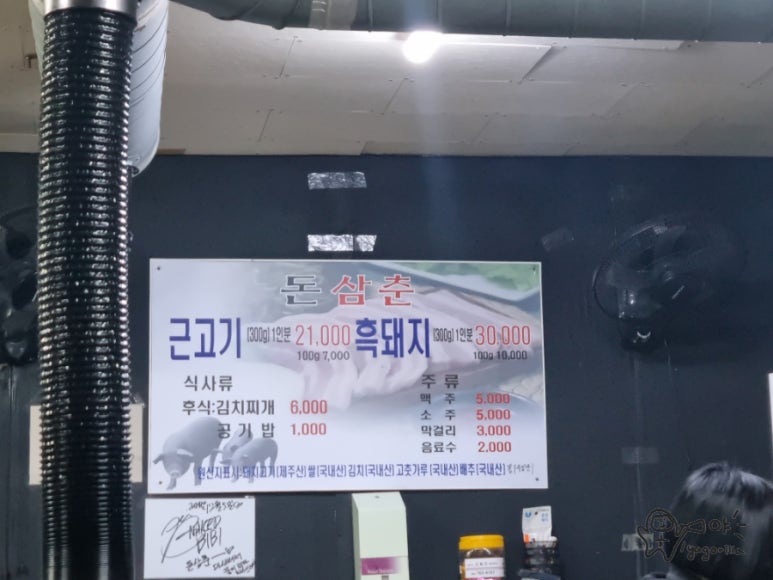 돈삼춘
근고기 (300g) 1인분 21,000
100g 7,000
흑돼지 (300g) 1인분 30,000
100g 10,000
식사류
후식:김치찌개 6,000
공기밥 1,000
주류
맥주 5,000
소주 5,000
막걸리 3,000
음료수 2,000
원산지표시:돼지고기(제주산) 쌀(국내산) 김치(국내산) 고춧가루(국내산) 배추(국내산)
BIBI
yagoorilla